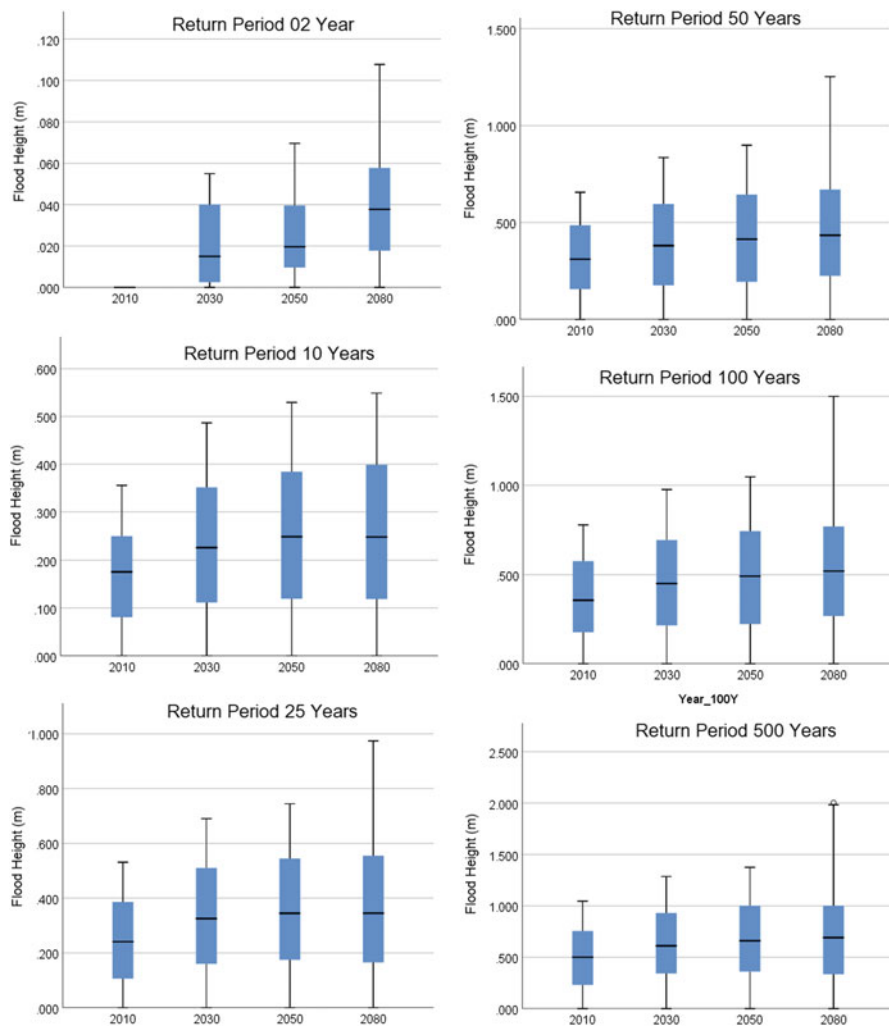 Return Period 02 Year
.120
.100
.080
.060
.040
.020
.000
Flood Height (m)
2010 2030 2050 2080
Return Period 50 Years
1.500
1.000
.500
.000
Flood Height (m)
2010 2030 2050 2080
Return Period 10 Years
.600
.500
.400
.300
.200
.100
.000
Flood Height (m)
2010 2030 2050 2080
Return Period 100 Years
1.500
1.000
.500
.000
Flood Height (m)
2010 2030 2050 2080
Year_100Y
Return Period 25 Years
1.000
.800
.600
.400
.200
.000
Flood Height (m)
2010 2030 2050 2080
Return Period 500 Years
2.500
2.000
1.500
1.000
.500
.000
Flood Height (m)
2010 2030 2050 2080